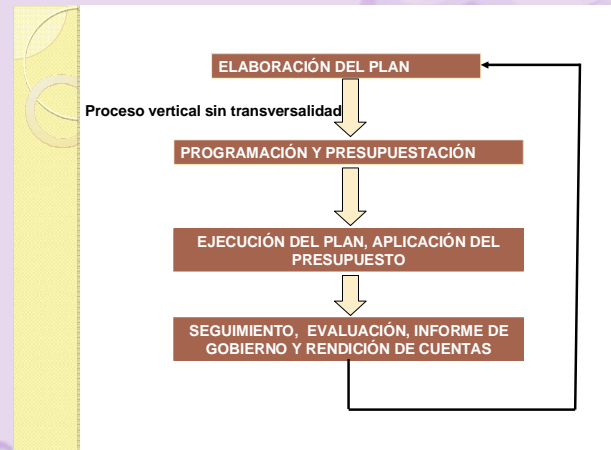 ELABORACIÓN DEL PLAN
Proceso vertical sin transversalidad
PROGRAMACIÓN Y PRESUPUESTACIÓN
EJECUCIÓN DEL PLAN, APLICACIÓN DEL
PRESUPUESTO
SEGUIMIENTO, EVALUACIÓN, INFORME DE
GOBIERNO Y RENDICIÓN DE CUENTAS